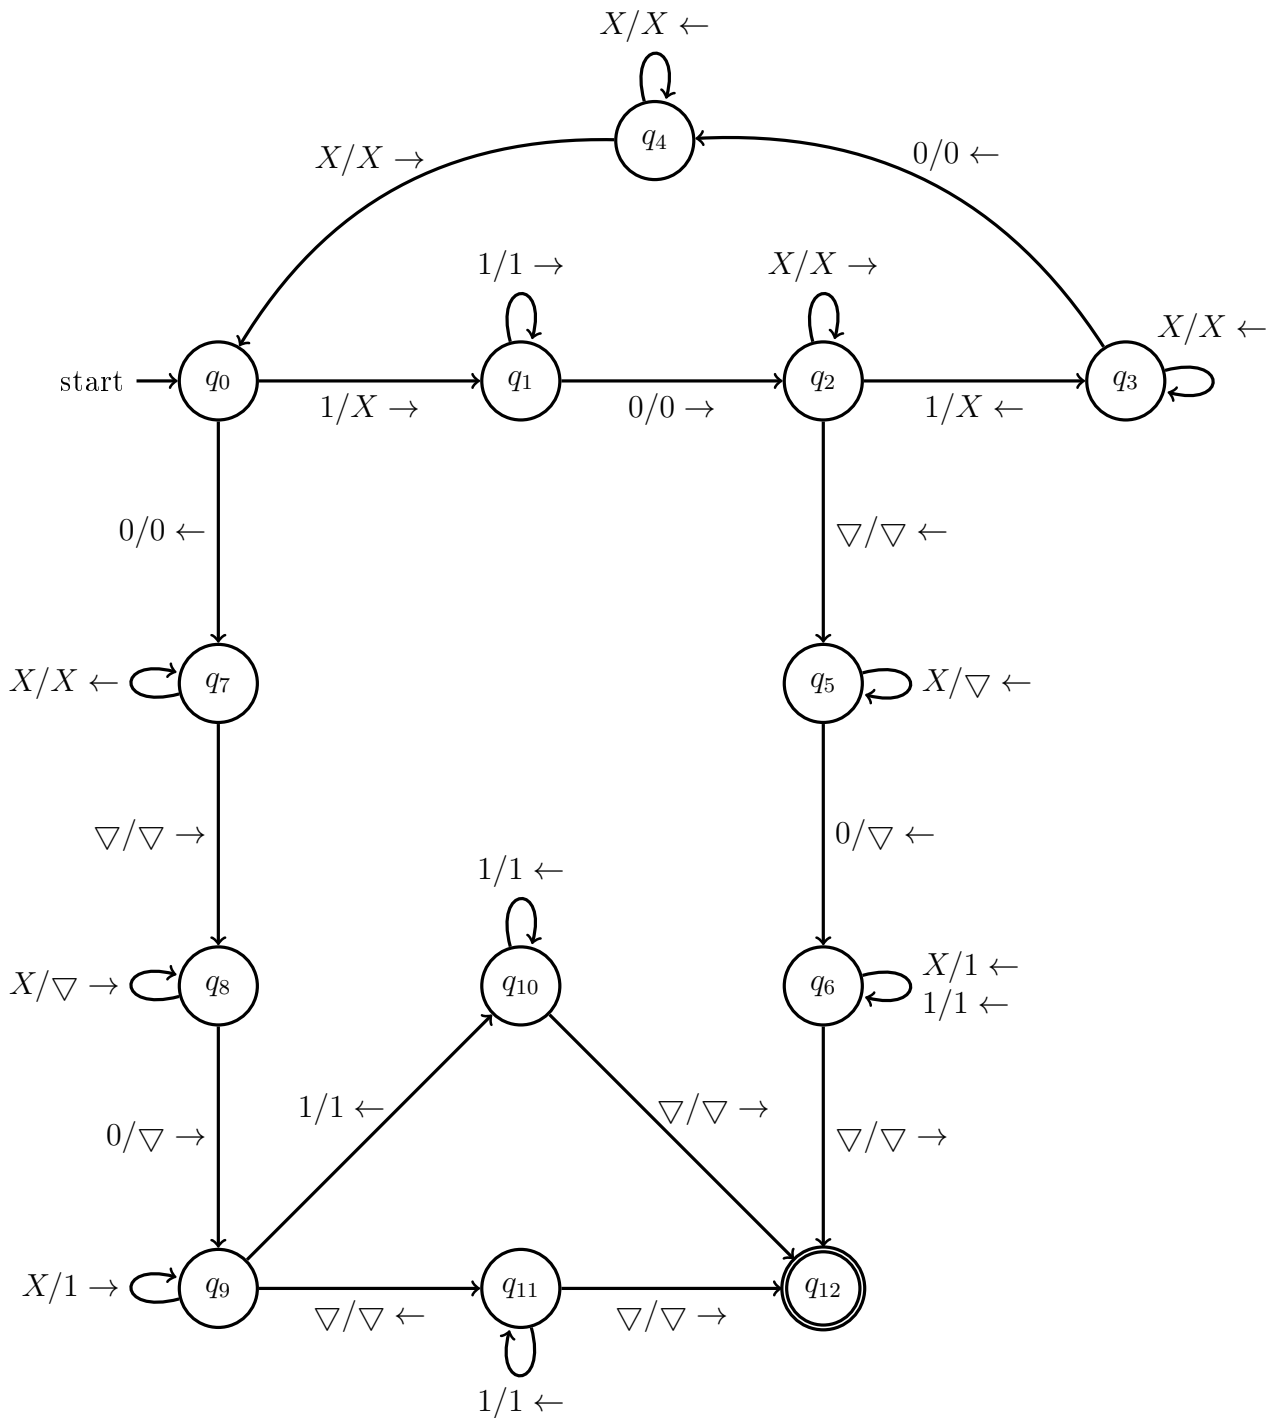 X/X ←
q4
X/X →
0/0 ←
1/1 →
X/X →
X/X ←
start
q0
q1
q2
q3
1/X →
0/0 →
1/X ←
0/0 ←
▽/▽ ←
X/X ←
q7
q5
X/▽ ←
▽/▽ →
0/▽ ←
1/1 ←
X/▽ →
q8
q10
q6
X/1 ←
1/1 ←
1/1 ←
▽/▽ →
0/▽ →
▽/▽ →
X/1 →
q9
q11
q12
▽/▽ ←
▽/▽ →
1/1 ←